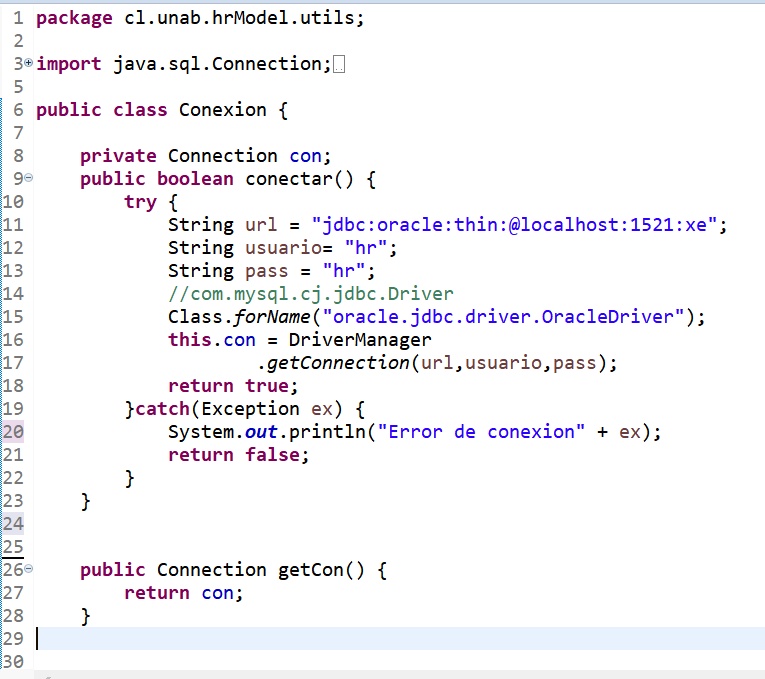 1 package cl.unab.hrModel.utils;
2
3 import java.sql.Connection;
5
6 public class Conexion {
7
8     private Connection con;
9     public boolean conectar() {
10         try {
11             String url = "jdbc:oracle:thin:@localhost:1521:xe";
12             String usuario= "hr";
13             String pass = "hr";
14             //com.mysql.cj.jdbc.Driver
15             Class.forName("oracle.jdbc.driver.OracleDriver");
16             this.con = DriverManager
17                     .getConnection(url,usuario,pass);
18             return true;
19         }catch(Exception ex) {
20             System.out.println("Error de conexion" + ex);
21             return false;
22         }
23     }
24
25
26     public Connection getCon() {
27         return con;
28     }
29
30